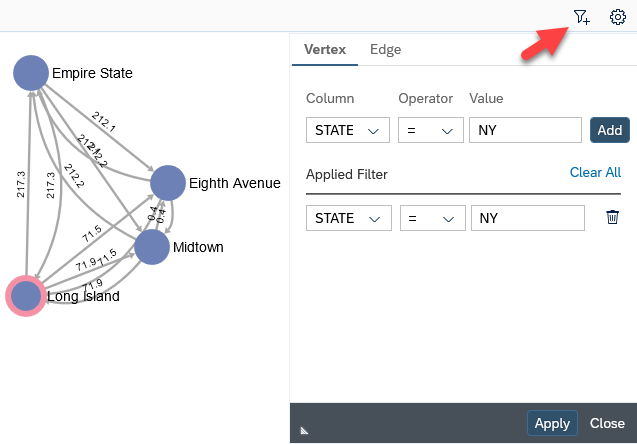 Vertex Edge
Column Operator Value
STATE = NY Add
Applied Filter Clear All
STATE = NY
Apply Close
Empire State
212.1
212.1
212.2
212.2
217.3
217.3
Eighth Avenue
0.4
0.4
71.5
Midtown
71.9
71.5
Long Island
71.9